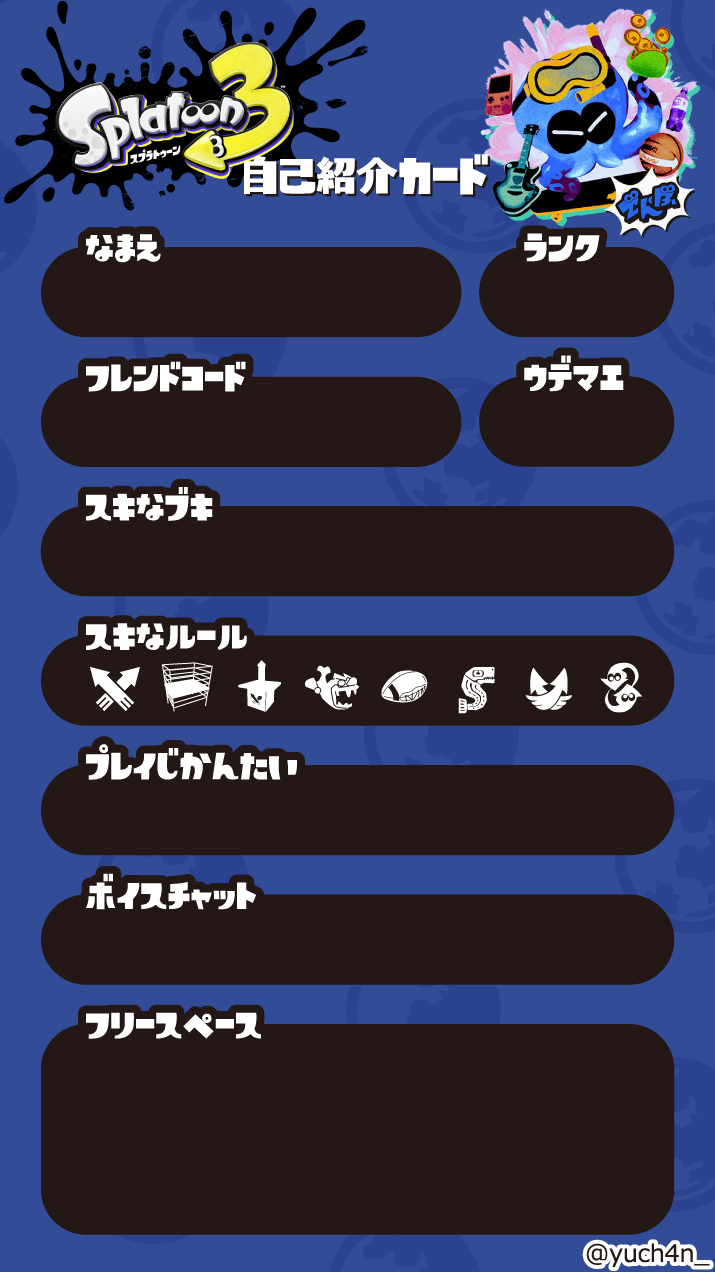 Splatoon 3
スプラトゥーン
自己紹介カード
ぜんぱ
なまえ
ランク
フレンドコード
ウデマエ
スキなブキ
スキなルール
プレイじかんたい
ボイスチャット
フリースペース
@yuch4n_